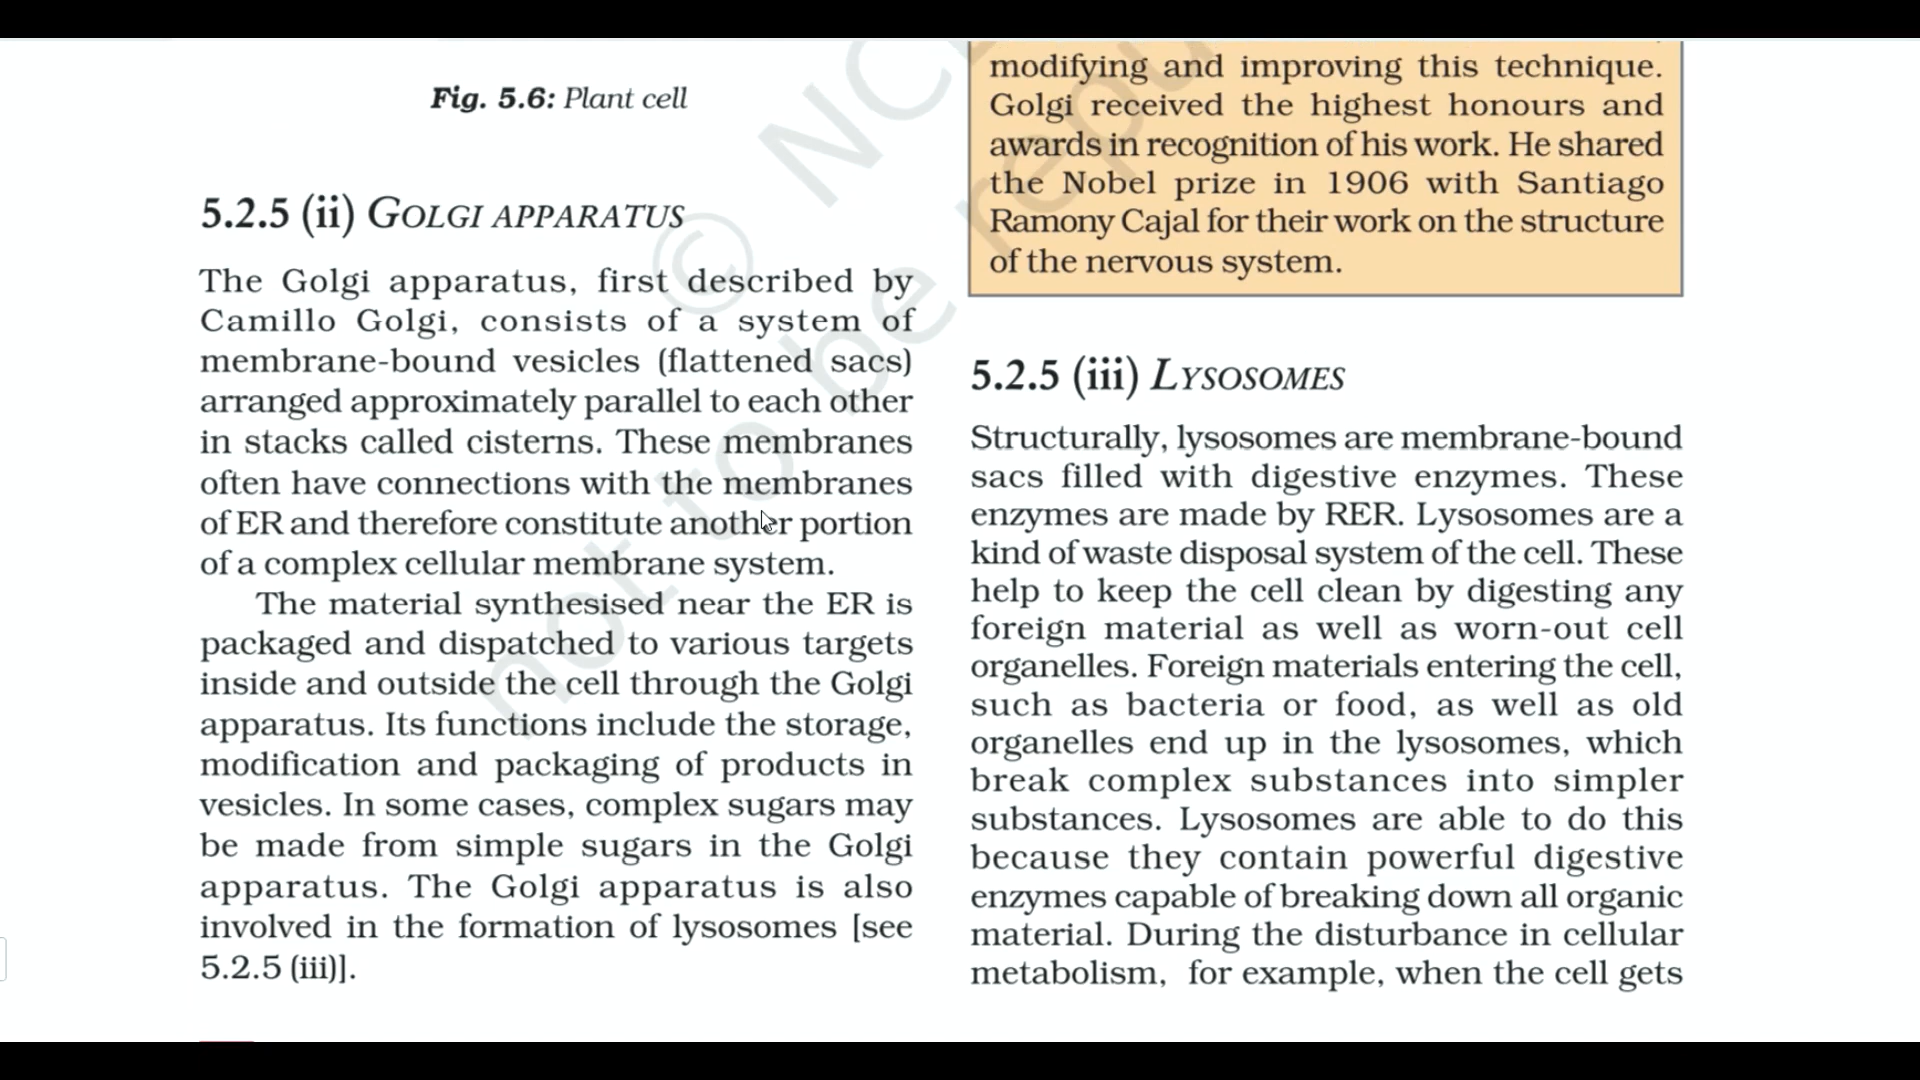 Fig. 5.6: Plant cell
5.2.5 (ii) GOLGI APPARATUS
The Golgi apparatus, first described by
Camillo Golgi, consists of a system of
membrane-bound vesicles (flattened sacs)
arranged approximately parallel to each other
in stacks called cisterns. These membranes
often have connections with the membranes
of ER and therefore constitute another portion
of a complex cellular membrane system.
The material synthesised near the ER is
packaged and dispatched to various targets
inside and outside the cell through the Golgi
apparatus. Its functions include the storage,
modification and packaging of products in
vesicles. In some cases, complex sugars may
be made from simple sugars in the Golgi
apparatus. The Golgi apparatus is also
involved in the formation of lysosomes [see
5.2.5 (iii)].
modifying and improving this technique.
Golgi received the highest honours and
awards in recognition of his work. He shared
the Nobel prize in 1906 with Santiago
Ramony Cajal for their work on the structure
of the nervous system.
5.2.5 (iii) LYSOSOMES
Structurally, lysosomes are membrane-bound
sacs filled with digestive enzymes. These
enzymes are made by RER. Lysosomes are a
kind of waste disposal system of the cell. These
help to keep the cell clean by digesting any
foreign material as well as worn-out cell
organelles. Foreign materials entering the cell,
such as bacteria or food, as well as old
organelles end up in the lysosomes, which
break complex substances into simpler
substances. Lysosomes are able to do this
because they contain powerful digestive
enzymes capable of breaking down all organic
material. During the disturbance in cellular
metabolism, for example, when the cell gets
© NC
not to be repu